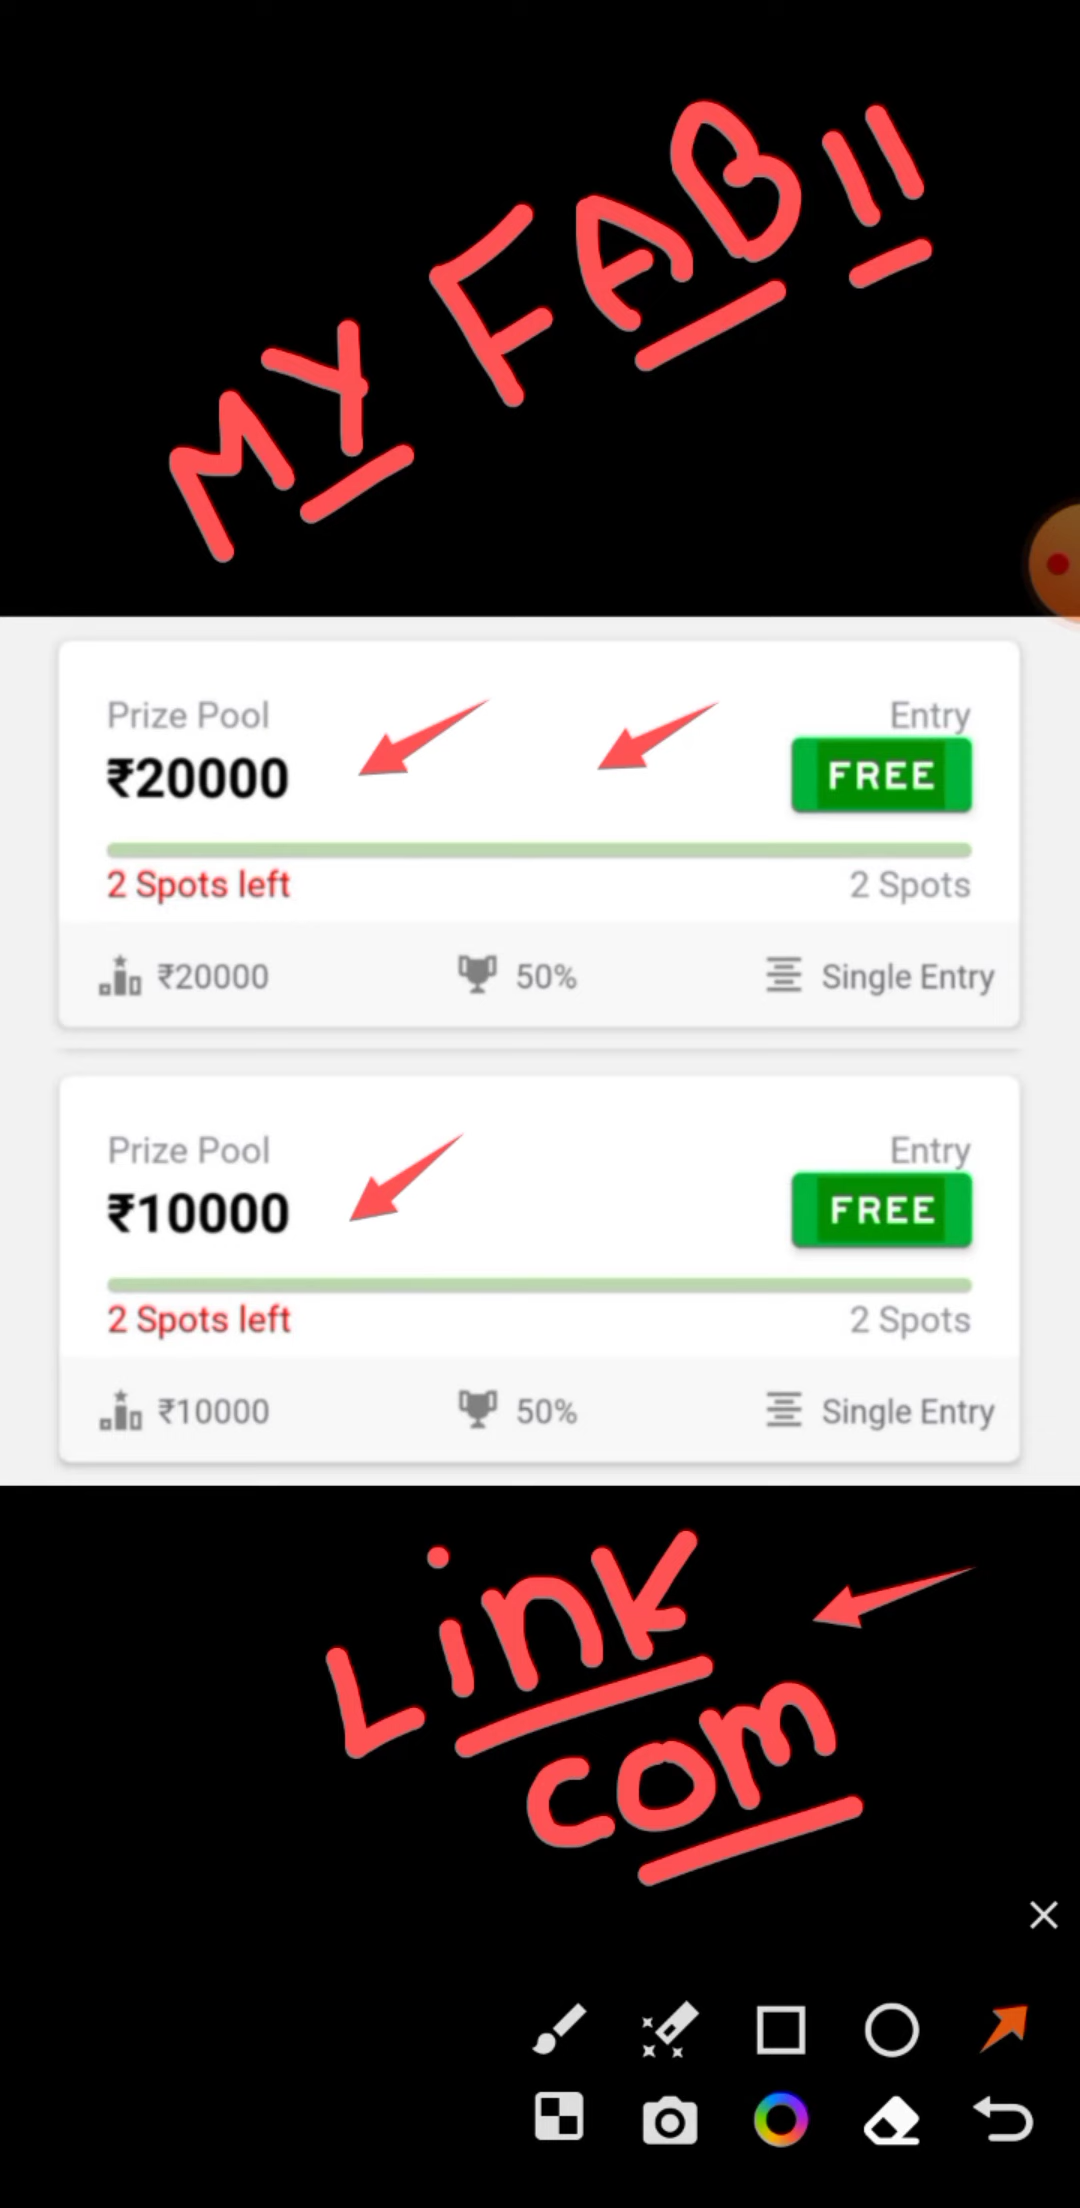 MY FAB !!
Prize Pool Entry
₹20000 FREE
2 Spots left 2 Spots
₹20000 50% Single Entry
Prize Pool Entry
₹10000 FREE
2 Spots left 2 Spots
₹10000 50% Single Entry
Link
com